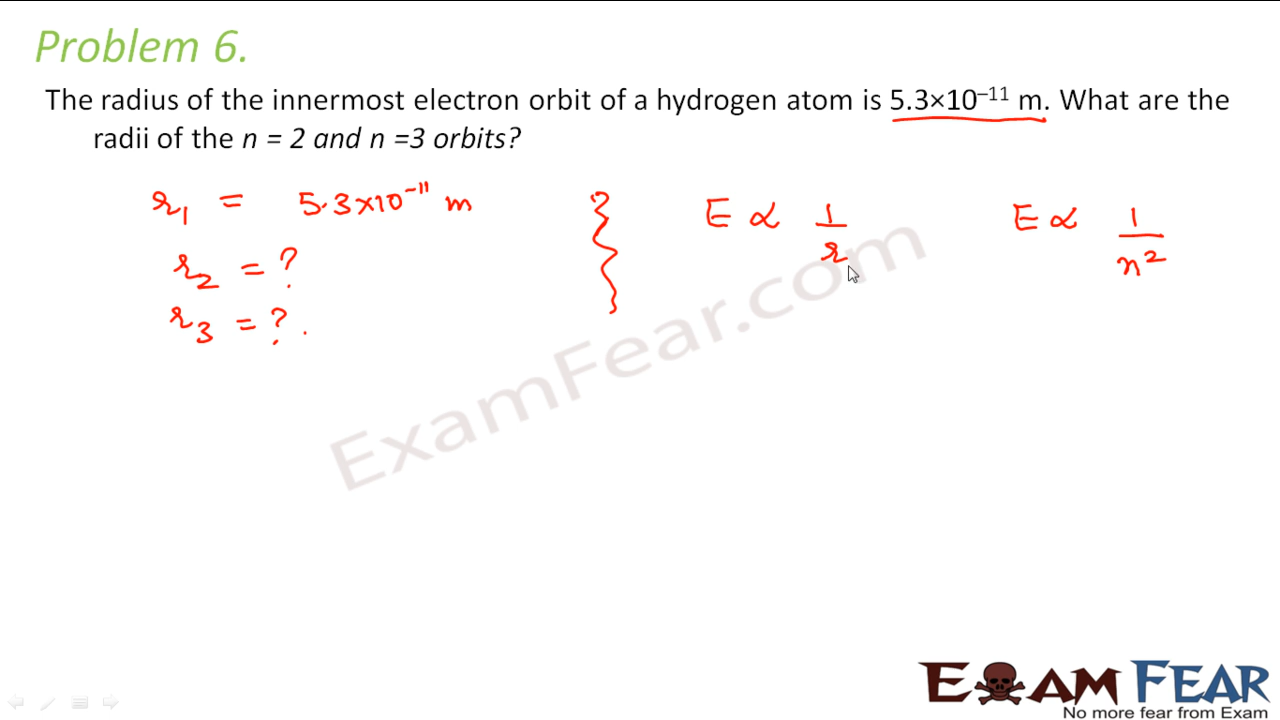 Problem 6.
The radius of the innermost electron orbit of a hydrogen atom is 5.3×10⁻¹¹ m. What are the
radii of the n = 2 and n =3 orbits?
r₁ = 5.3×10⁻¹¹ m } E ∝ 1/r E ∝ 1/n²
r₂ = ?
r₃ = ?.
ExamFear.com
EXAM FEAR
No more fear from Exam